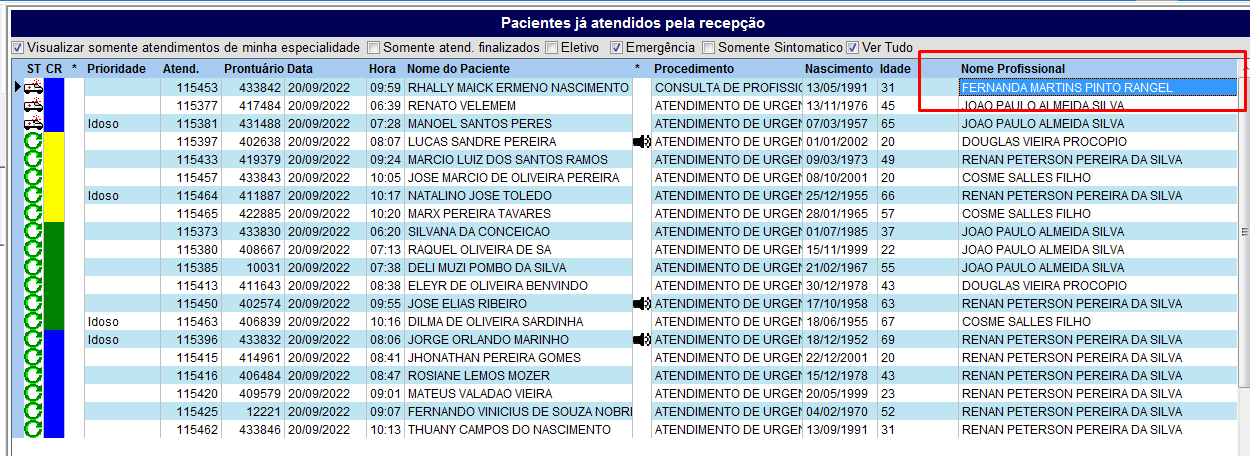 Pacientes já atendidos pela recepção
Visualizar somente atendimentos de minha especialidade Somente atend. finalizados Eletivo Emergência Somente Sintomatico Ver Tudo
ST CR * Prioridade Atend. Prontuário Data Hora Nome do Paciente * Procedimento Nascimento Idade Nome Profissional
115453 433842 20/09/2022 09:59 RHALLY MAICK ERMENO NASCIMENTO CONSULTA DE PROFISSIO 13/05/1991 31 FERNANDA MARTINS PINTO RANGEL
115377 417484 20/09/2022 06:39 RENATO VELEMEM ATENDIMENTO DE URGEN 13/11/1976 45 JOAO PAULO ALMEIDA SILVA
Idoso 115381 431488 20/09/2022 07:28 MANOEL SANTOS PERES ATENDIMENTO DE URGEN 07/03/1957 65 JOAO PAULO ALMEIDA SILVA
115397 402638 20/09/2022 08:07 LUCAS SANDRE PEREIRA ATENDIMENTO DE URGEN 01/01/2002 20 DOUGLAS VIEIRA PROCOPIO
115433 419379 20/09/2022 09:24 MARCIO LUIZ DOS SANTOS RAMOS ATENDIMENTO DE URGEN 09/03/1973 49 RENAN PETERSON PEREIRA DA SILVA
115457 433843 20/09/2022 10:05 JOSE MARCIO DE OLIVEIRA PEREIRA ATENDIMENTO DE URGEN 08/10/2001 20 COSME SALLES FILHO
Idoso 115464 411887 20/09/2022 10:17 NATALINO JOSE TOLEDO ATENDIMENTO DE URGEN 25/12/1955 66 RENAN PETERSON PEREIRA DA SILVA
115465 422885 20/09/2022 10:20 MARX PEREIRA TAVARES ATENDIMENTO DE URGEN 28/01/1965 57 COSME SALLES FILHO
115373 433830 20/09/2022 06:20 SILVANA DA CONCEICAO ATENDIMENTO DE URGEN 01/07/1985 37 JOAO PAULO ALMEIDA SILVA
115380 408667 20/09/2022 07:13 RAQUEL OLIVEIRA DE SA ATENDIMENTO DE URGEN 15/11/1999 22 JOAO PAULO ALMEIDA SILVA
115385 10031 20/09/2022 07:38 DELI MUZI POMBO DA SILVA ATENDIMENTO DE URGEN 21/02/1967 55 JOAO PAULO ALMEIDA SILVA
115413 411643 20/09/2022 08:38 ELEYR DE OLIVEIRA BENVINDO ATENDIMENTO DE URGEN 30/12/1978 43 DOUGLAS VIEIRA PROCOPIO
115450 402574 20/09/2022 09:55 JOSE ELIAS RIBEIRO ATENDIMENTO DE URGEN 17/10/1958 63 RENAN PETERSON PEREIRA DA SILVA
Idoso 115463 406839 20/09/2022 10:16 DILMA DE OLIVEIRA SARDINHA ATENDIMENTO DE URGEN 18/06/1955 67 COSME SALLES FILHO
Idoso 115396 433832 20/09/2022 08:06 JORGE ORLANDO MARINHO ATENDIMENTO DE URGEN 18/12/1952 69 RENAN PETERSON PEREIRA DA SILVA
115415 414961 20/09/2022 08:41 JHONATHAN PEREIRA GOMES ATENDIMENTO DE URGEN 22/12/2001 20 RENAN PETERSON PEREIRA DA SILVA
115416 406484 20/09/2022 08:47 ROSIANE LEMOS MOZER ATENDIMENTO DE URGEN 15/12/1978 43 RENAN PETERSON PEREIRA DA SILVA
115420 409579 20/09/2022 09:01 MATEUS VALADAO VIEIRA ATENDIMENTO DE URGEN 20/05/1999 23 RENAN PETERSON PEREIRA DA SILVA
115425 12221 20/09/2022 09:07 FERNANDO VINICIUS DE SOUZA NOBRI ATENDIMENTO DE URGEN 04/02/1970 52 RENAN PETERSON PEREIRA DA SILVA
115462 433846 20/09/2022 10:13 THUANY CAMPOS DO NASCIMENTO ATENDIMENTO DE URGEN 13/09/1991 31 RENAN PETERSON PEREIRA DA SILVA